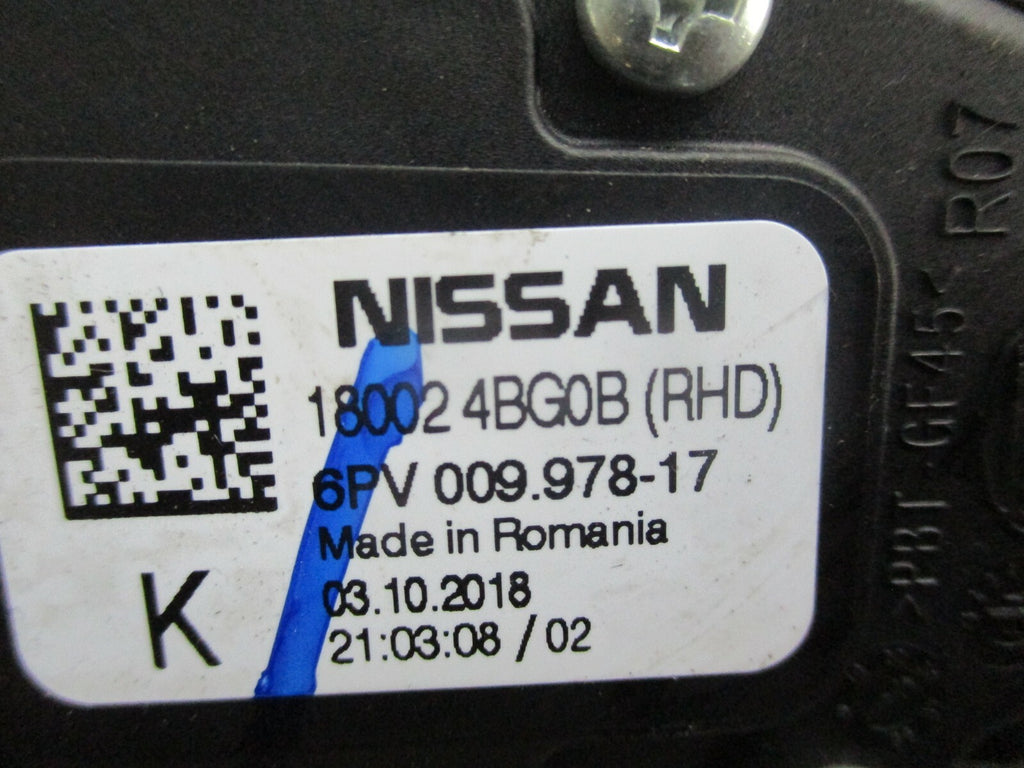 NISSAN
18002 4BG0B (RHD)
6PV 009.978-17
Made in Romania
03.10.2018
21:03:08 / 02
K
>PBT-GF45<
R07